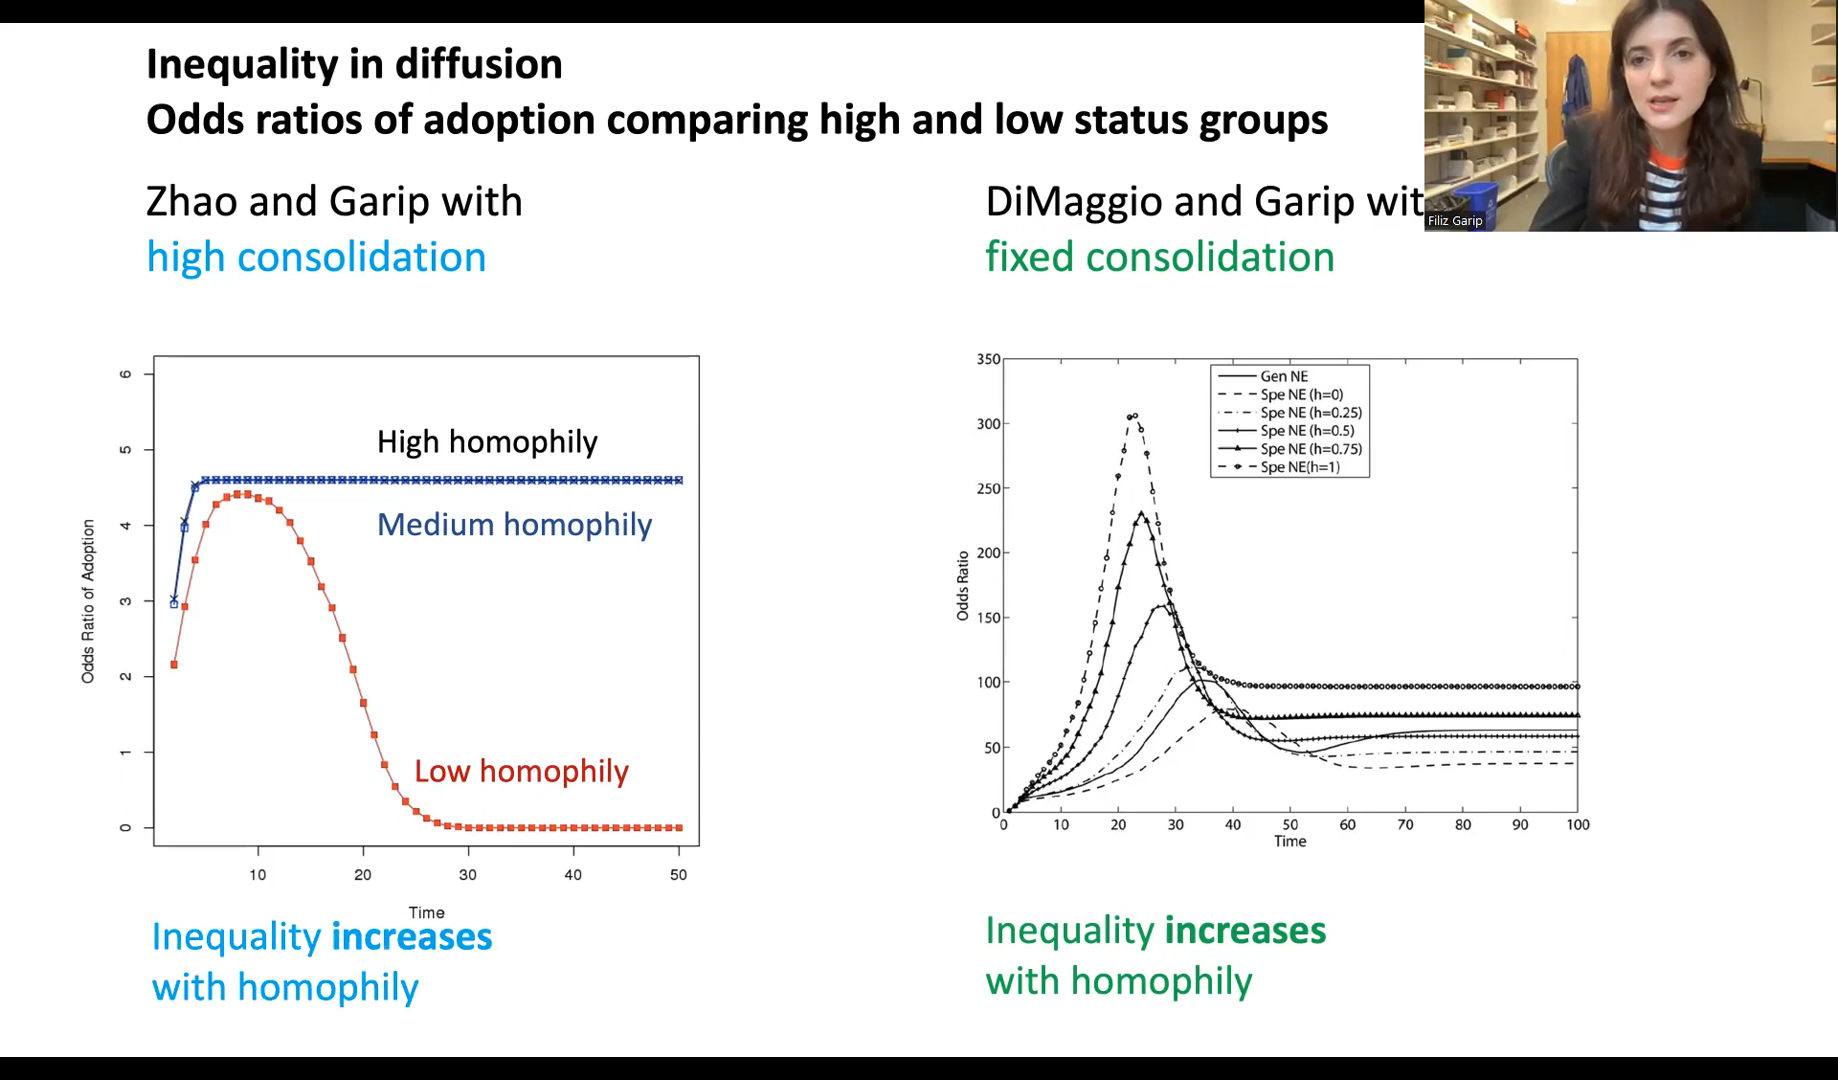 Inequality in diffusion
Odds ratios of adoption comparing high and low status groups
Zhao and Garip with
high consolidation
6
5
4
3
2
1
0
Odds Ratio of Adoption
High homophily
Medium homophily
Low homophily
10 20 30 40 50
Time
Inequality increases
with homophily
DiMaggio and Garip wit
fixed consolidation
350
300
250
200
150
100
50
0
Odds Ratio
Gen NE
Spe NE (h=0)
Spe NE (h=0.25)
Spe NE (h=0.5)
Spe NE (h=0.75)
Spe NE(h=1)
0 10 20 30 40 50 60 70 80 90 100
Time
Inequality increases
with homophily
Filiz Garip